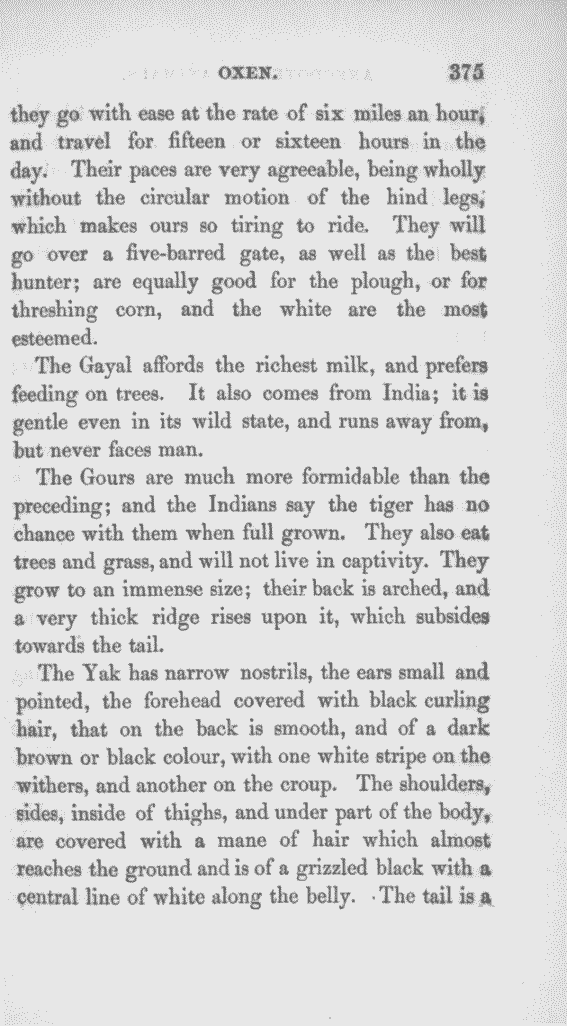 OXEN. 375
they go with ease at the rate of six miles an hour,
and travel for fifteen or sixteen hours in the
day. Their paces are very agreeable, being wholly
without the circular motion of the hind legs,
which makes ours so tiring to ride. They will
go over a five-barred gate, as well as the best
hunter; are equally good for the plough, or for
threshing corn, and the white are the most
esteemed.
The Gayal affords the richest milk, and prefers
feeding on trees. It also comes from India; it is
gentle even in its wild state, and runs away from,
but never faces man.
The Gours are much more formidable than the
preceding; and the Indians say the tiger has no
chance with them when full grown. They also eat
trees and grass, and will not live in captivity. They
grow to an immense size; their back is arched, and
a very thick ridge rises upon it, which subsides
towards the tail.
The Yak has narrow nostrils, the ears small and
pointed, the forehead covered with black curling
hair, that on the back is smooth, and of a dark
brown or black colour, with one white stripe on the
withers, and another on the croup. The shoulders,
sides, inside of thighs, and under part of the body,
are covered with a mane of hair which almost
reaches the ground and is of a grizzled black with a
central line of white along the belly. The tail is a